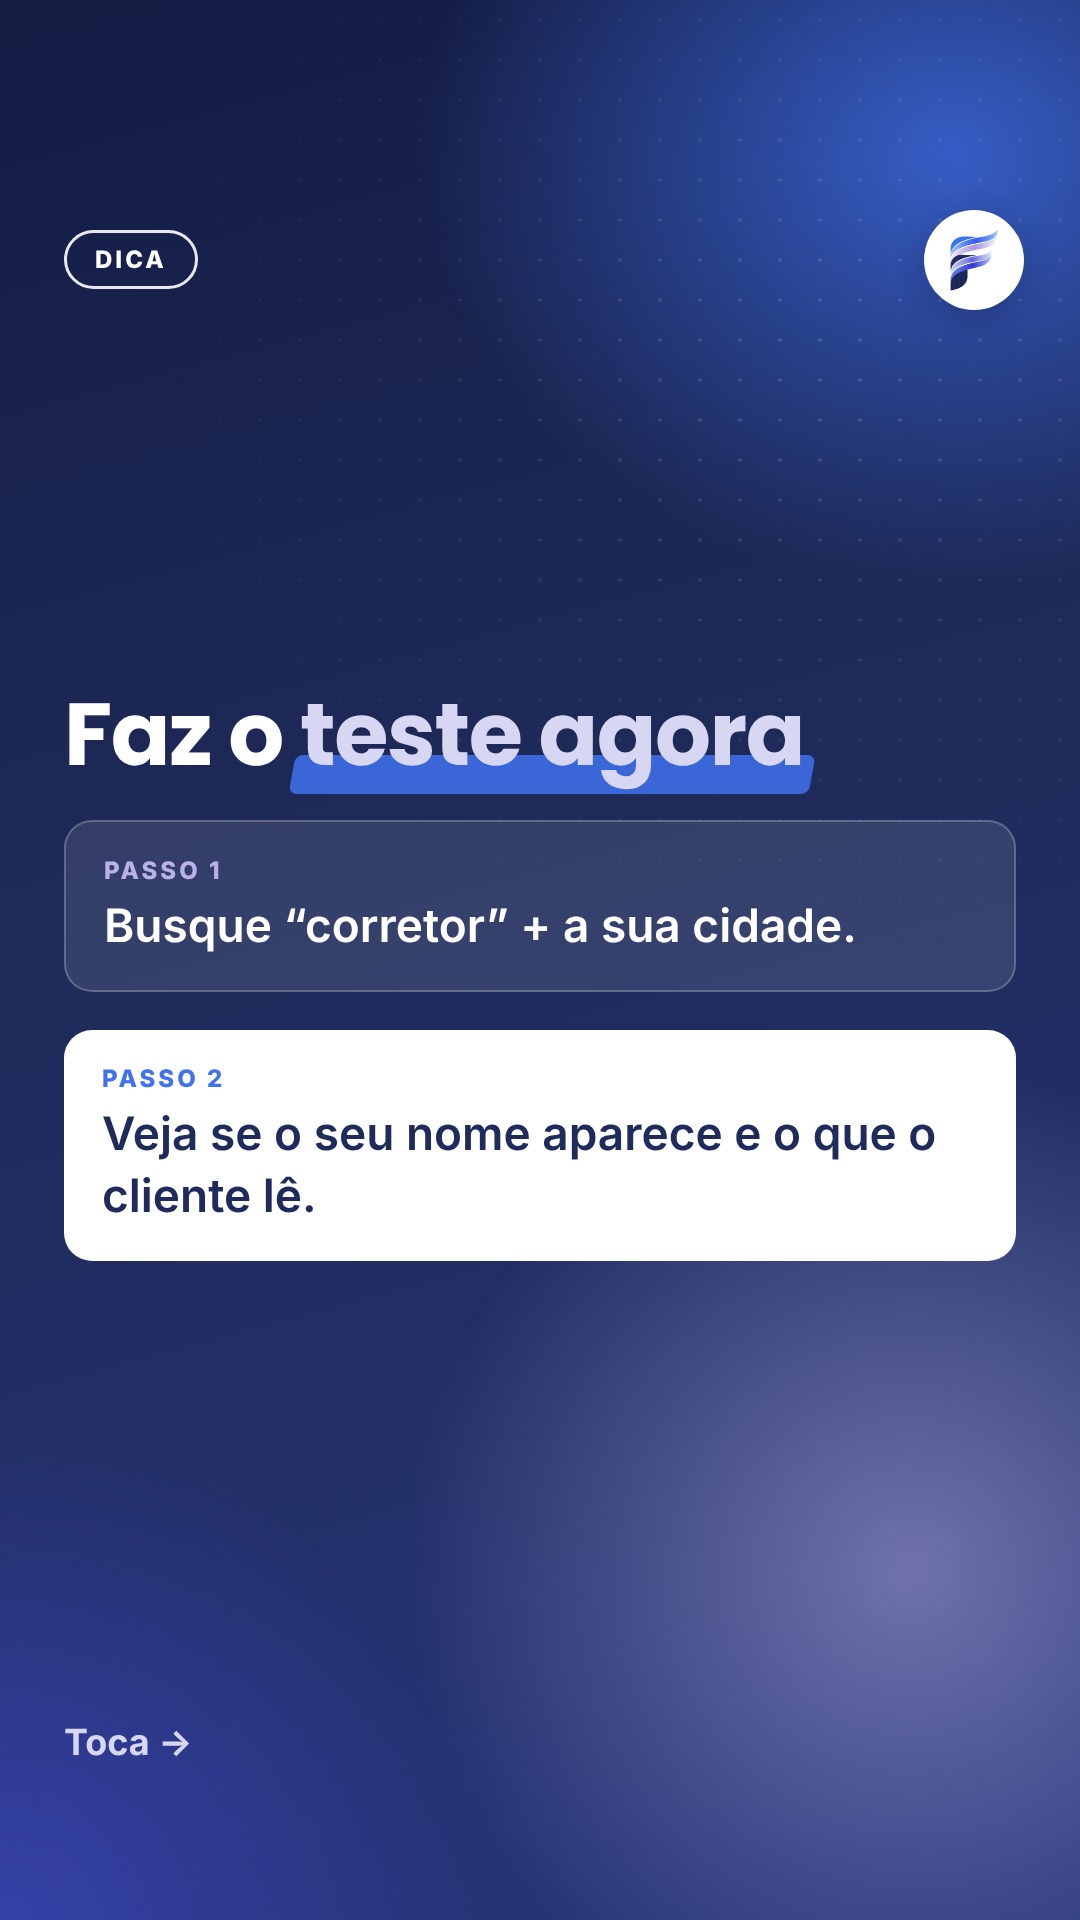 DICA
Faz o teste agora
PASSO 1
Busque “corretor” + a sua cidade.
PASSO 2
Veja se o seu nome aparece e o que o
cliente lê.
Toca →